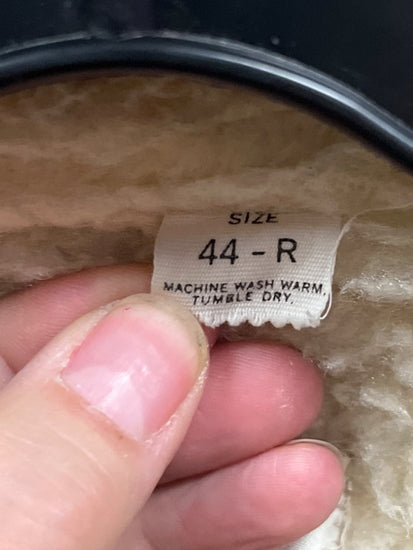 SIZE
44-R
MACHINE WASH WARM,
TUMBLE DRY,